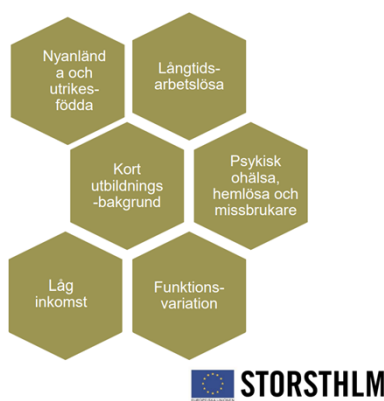 Nyanländ
a och
utrikes-
födda
Långtids-
arbetslösa
Kort
utbildnings
-bakgrund
Psykisk
ohälsa,
hemlösa och
missbrukare
Låg
inkomst
Funktions-
variation
STORSTHLM